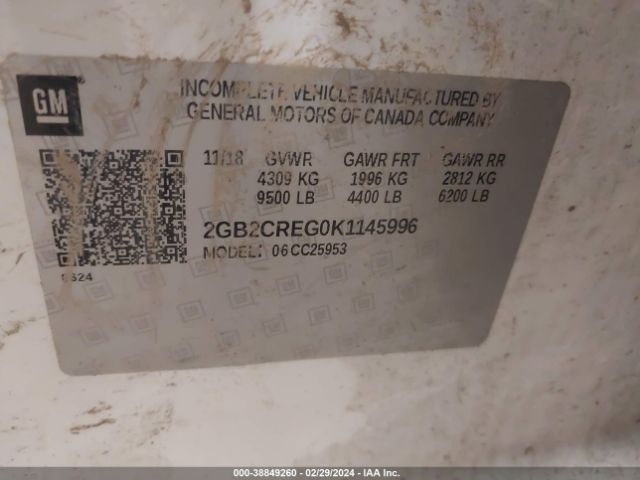 GM
INCOMPLETE VEHICLE MANUFACTURED BY
GENERAL MOTORS OF CANADA COMPANY
11/18 GVWR GAWR FRT GAWR RR
4309 KG 1996 KG 2812 KG
9500 LB 4400 LB 6200 LB
2GB2CREG0K1145996
MODEL: 06 CC25953
0324
000-38849260 - 02/29/2024 - IAA Inc.